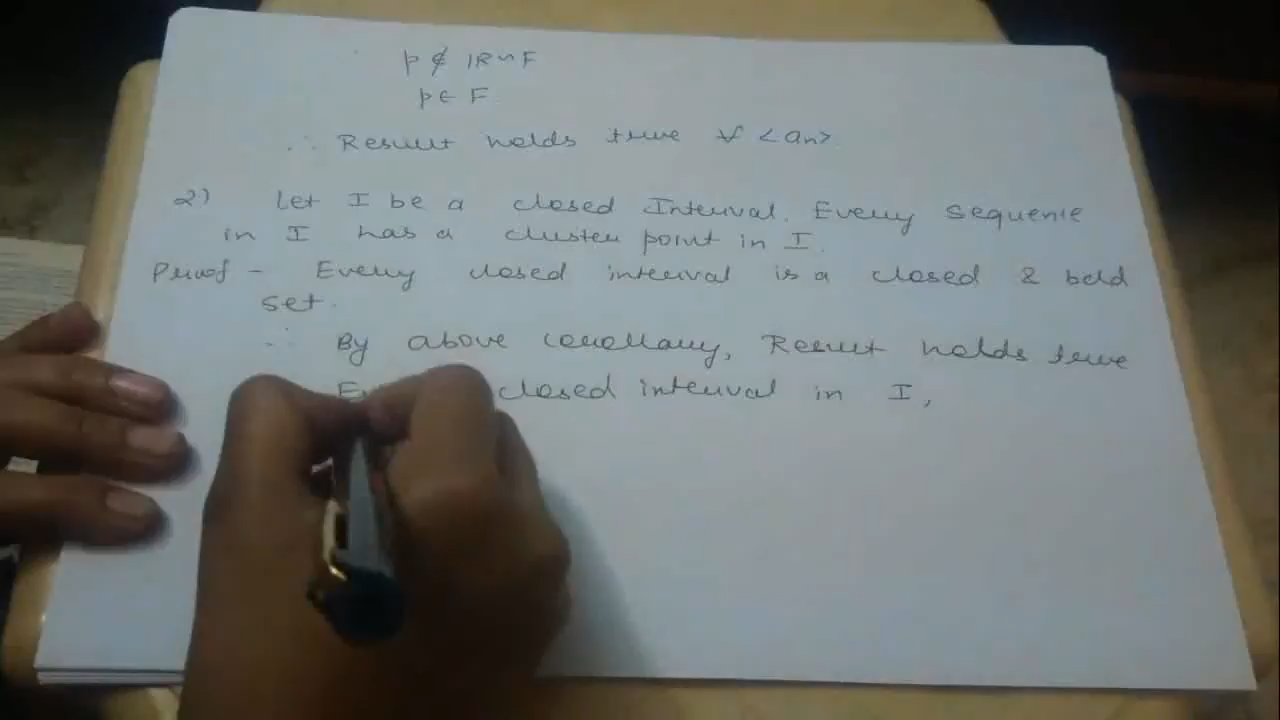 p ∉ ℝ~F
p ∈ F
∴ Result holds true ∀ <an>
2) Let I be a closed Interval. Every sequence
in I has a cluster point in I.
Proof - Every closed interval is a closed & bdd
set.
∴ By above corollary, Result holds true
closed interval in I,